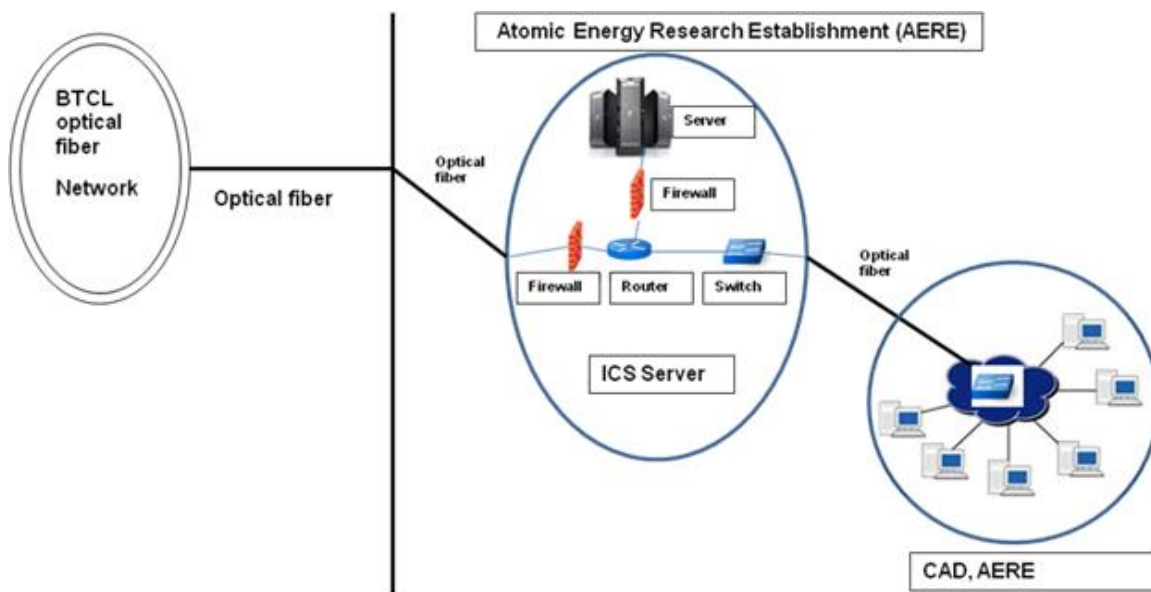 Atomic Energy Research Establishment (AERE)
BTCL
optical
fiber
Network
Optical fiber
Optical
fiber
Server
Firewall
Firewall
Router
Switch
ICS Server
Optical
fiber
CAD, AERE